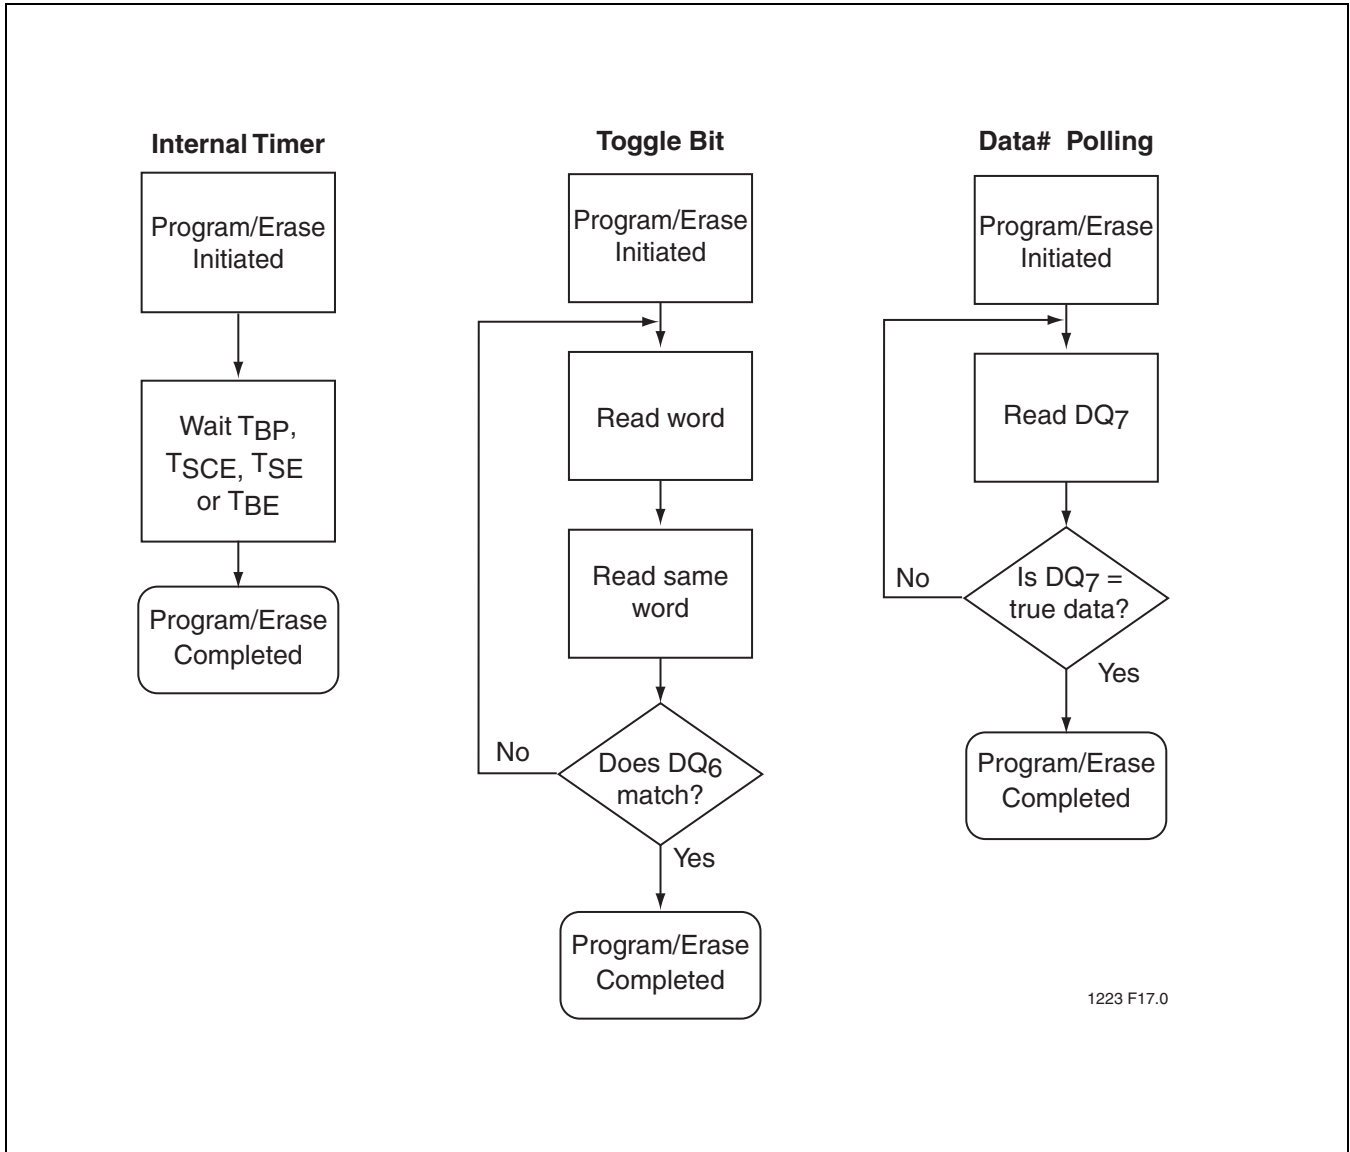 Internal Timer
Program/Erase
Initiated
Wait TBP,
TSCE, TSE
or TBE
Program/Erase
Completed
Toggle Bit
Program/Erase
Initiated
Read word
Read same
word
No
Does DQ6
match?
Yes
Program/Erase
Completed
Data# Polling
Program/Erase
Initiated
Read DQ7
No
Is DQ7 =
true data?
Yes
Program/Erase
Completed
1223 F17.0